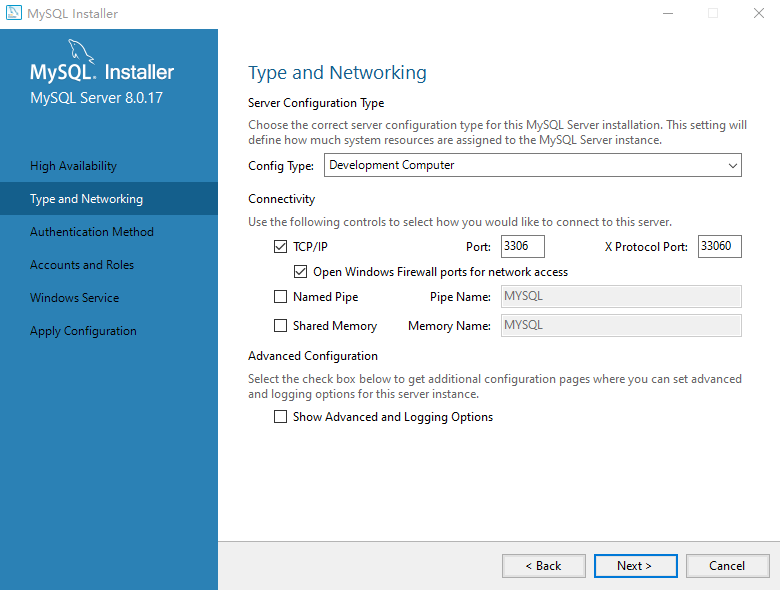 MySQL Installer
MySQL. Installer
MySQL Server 8.0.17
High Availability
Type and Networking
Authentication Method
Accounts and Roles
Windows Service
Apply Configuration
Type and Networking
Server Configuration Type
Choose the correct server configuration type for this MySQL Server installation. This setting will
define how much system resources are assigned to the MySQL Server instance.
Config Type: Development Computer
Connectivity
Use the following controls to select how you would like to connect to this server.
TCP/IP Port: 3306 X Protocol Port: 33060
Open Windows Firewall ports for network access
Named Pipe Pipe Name: MYSQL
Shared Memory Memory Name: MYSQL
Advanced Configuration
Select the check box below to get additional configuration pages where you can set advanced
and logging options for this server instance.
Show Advanced and Logging Options
< Back Next > Cancel